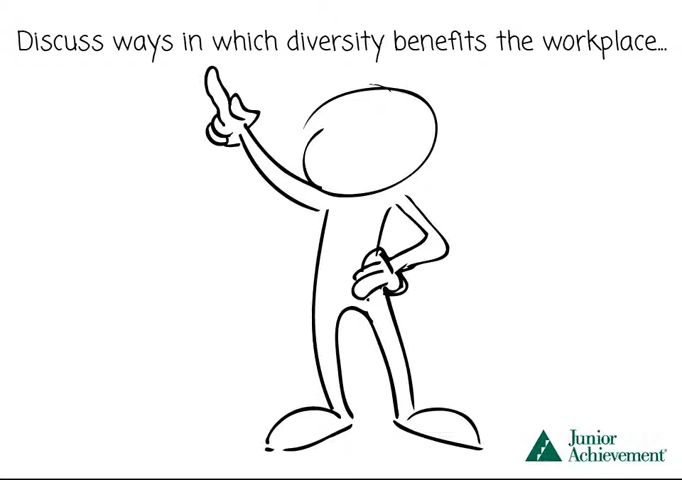 Discuss ways in which diversity benefits the workplace...
Junior
Achievement®